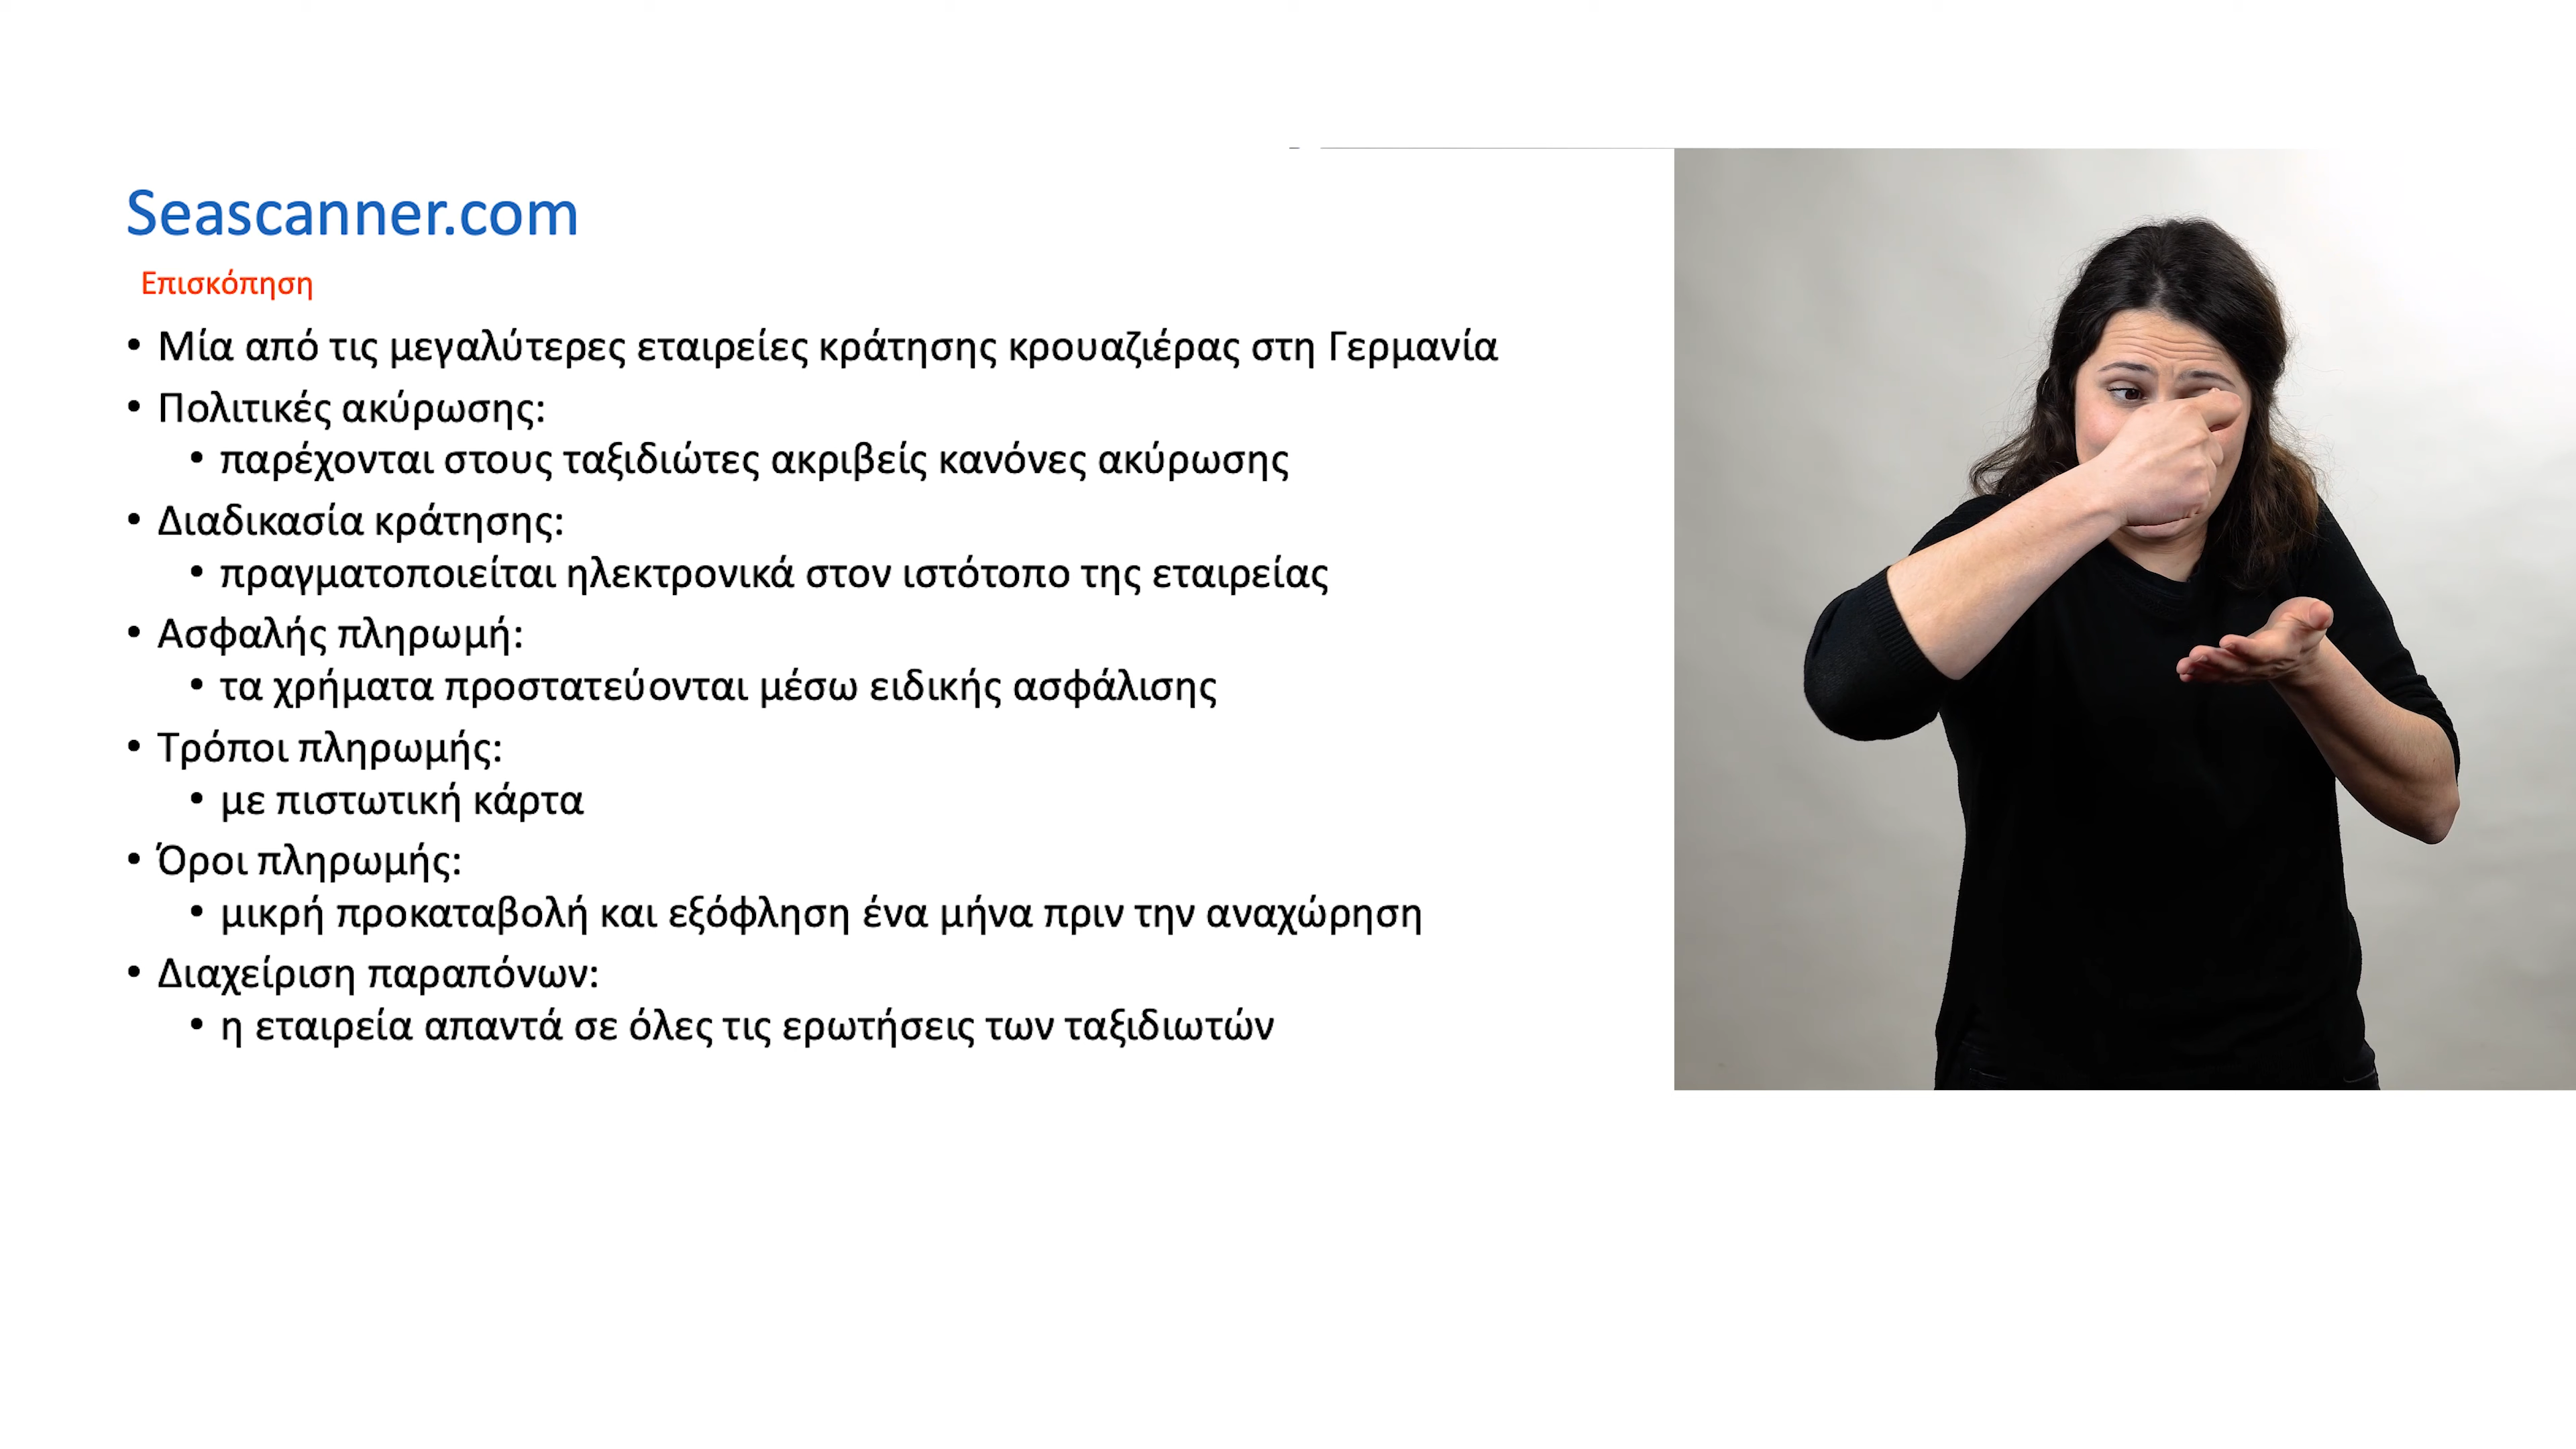 Seascanner.com
Επισκόπηση
• Μία από τις μεγαλύτερες εταιρείες κράτησης κρουαζιέρας στη Γερμανία
• Πολιτικές ακύρωσης:
• παρέχονται στους ταξιδιώτες ακριβείς κανόνες ακύρωσης
• Διαδικασία κράτησης:
• πραγματοποιείται ηλεκτρονικά στον ιστότοπο της εταιρείας
• Ασφαλής πληρωμή:
• τα χρήματα προστατεύονται μέσω ειδικής ασφάλισης
• Τρόποι πληρωμής:
• με πιστωτική κάρτα
• Όροι πληρωμής:
• μικρή προκαταβολή και εξόφληση ένα μήνα πριν την αναχώρηση
• Διαχείριση παραπόνων:
• η εταιρεία απαντά σε όλες τις ερωτήσεις των ταξιδιωτών